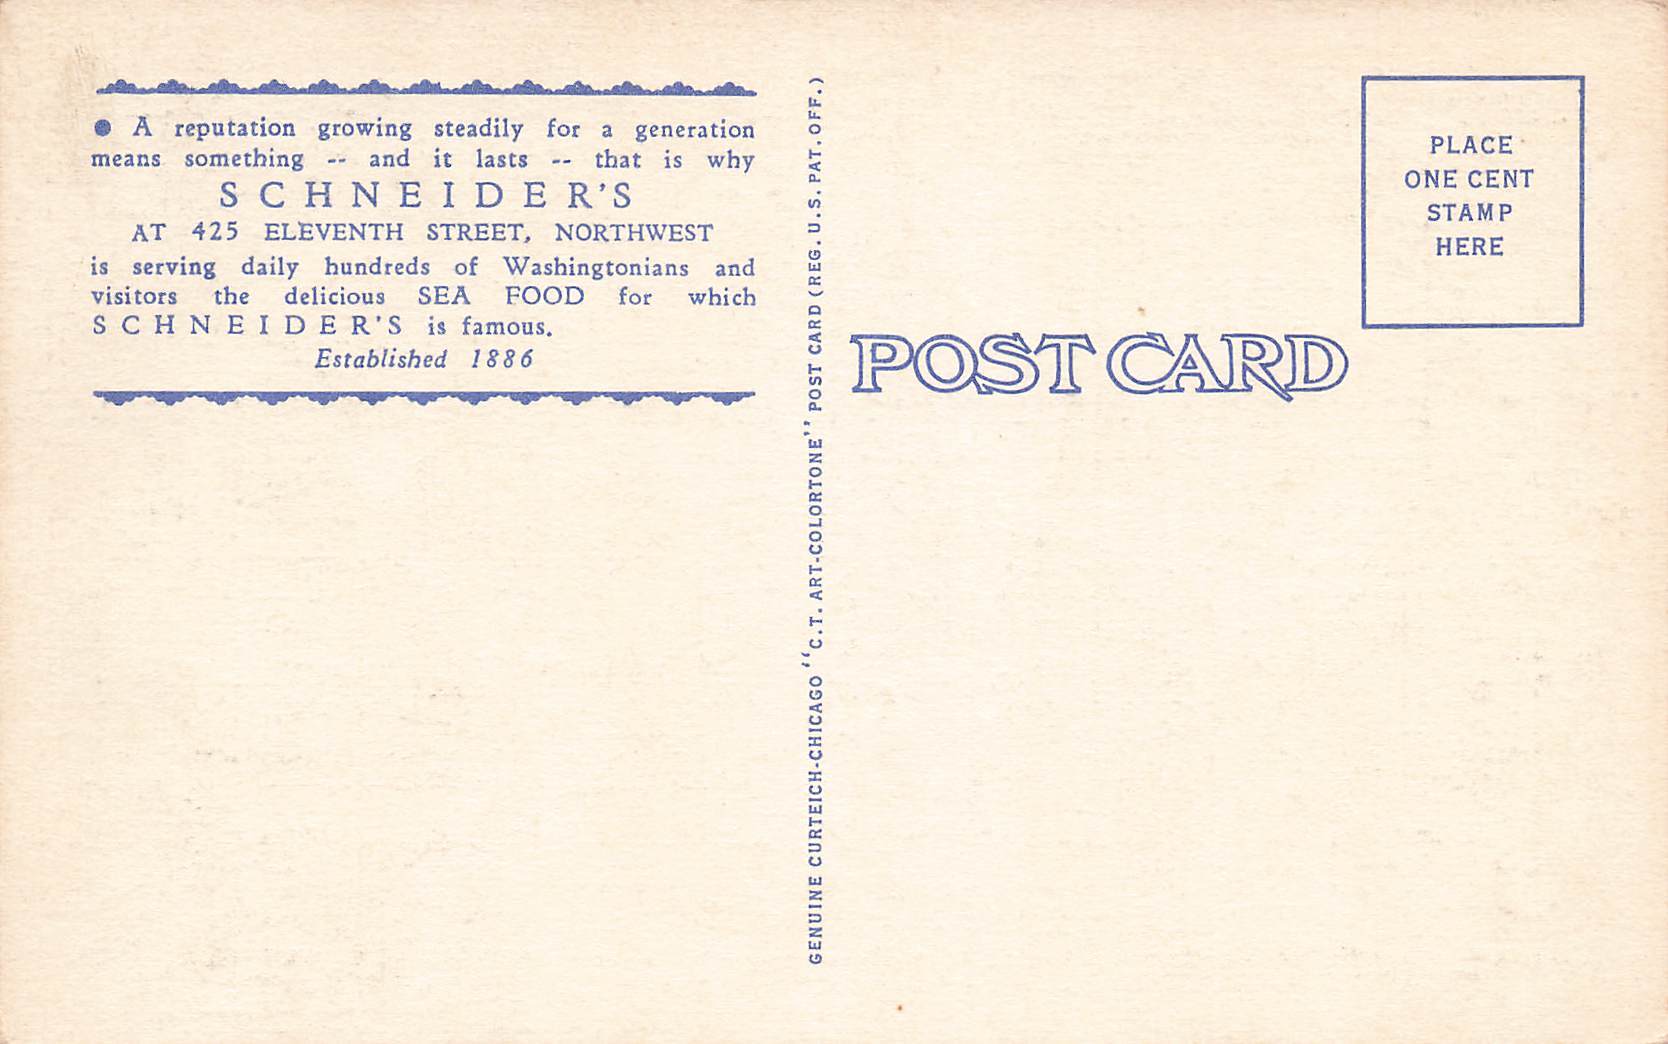 ● A reputation growing steadily for a generation
means something -- and it lasts -- that is why
SCHNEIDER'S
AT 425 ELEVENTH STREET, NORTHWEST
is serving daily hundreds of Washingtonians and
visitors the delicious SEA FOOD for which
SCHNEIDER'S is famous.
Established 1886
GENUINE CURTEICH-CHICAGO "C.T. ART-COLORTONE" POST CARD (REG. U.S. PAT. OFF.)
POST CARD
PLACE
ONE CENT
STAMP
HERE